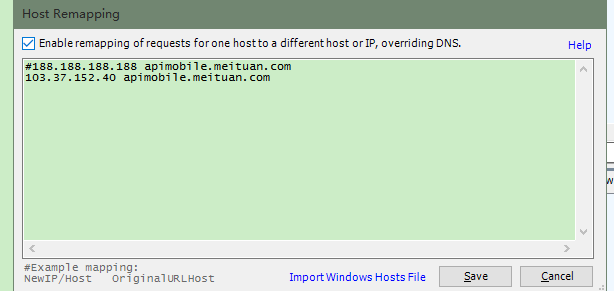 Host Remapping
Enable remapping of requests for one host to a different host or IP, overriding DNS.
Help
#188.188.188.188 apimobile.meituan.com
103.37.152.40 apimobile.meituan.com
#Example mapping:
NewIP/Host OriginalURLHost
Import Windows Hosts File
Save
Cancel